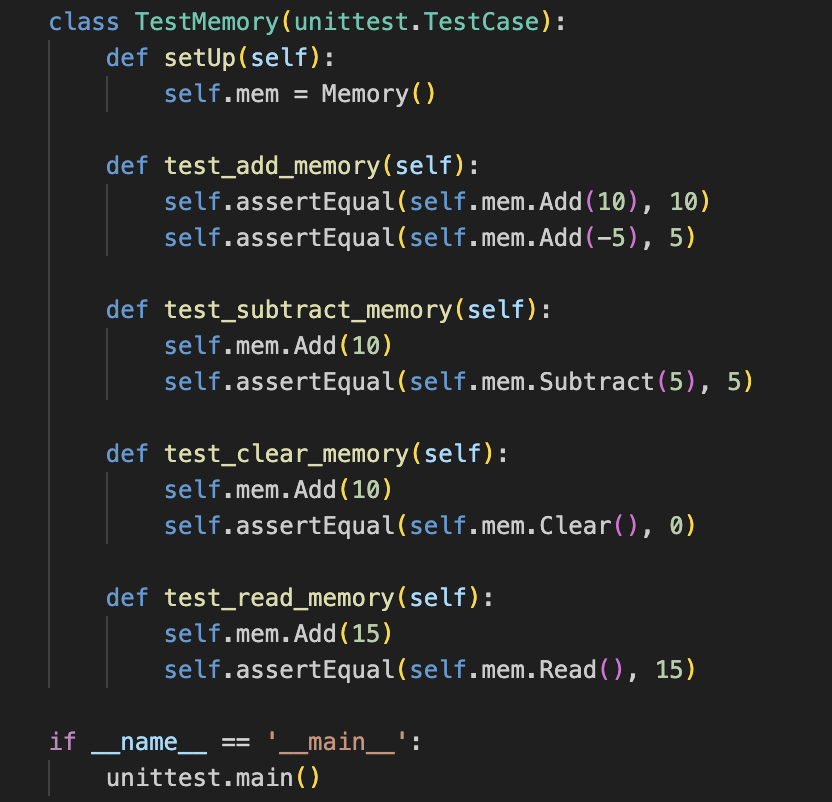 class TestMemory(unittest.TestCase):
    def setUp(self):
        self.mem = Memory()

    def test_add_memory(self):
        self.assertEqual(self.mem.Add(10), 10)
        self.assertEqual(self.mem.Add(-5), 5)

    def test_subtract_memory(self):
        self.mem.Add(10)
        self.assertEqual(self.mem.Subtract(5), 5)

    def test_clear_memory(self):
        self.mem.Add(10)
        self.assertEqual(self.mem.Clear(), 0)

    def test_read_memory(self):
        self.mem.Add(15)
        self.assertEqual(self.mem.Read(), 15)

if __name__ == '__main__':
    unittest.main()